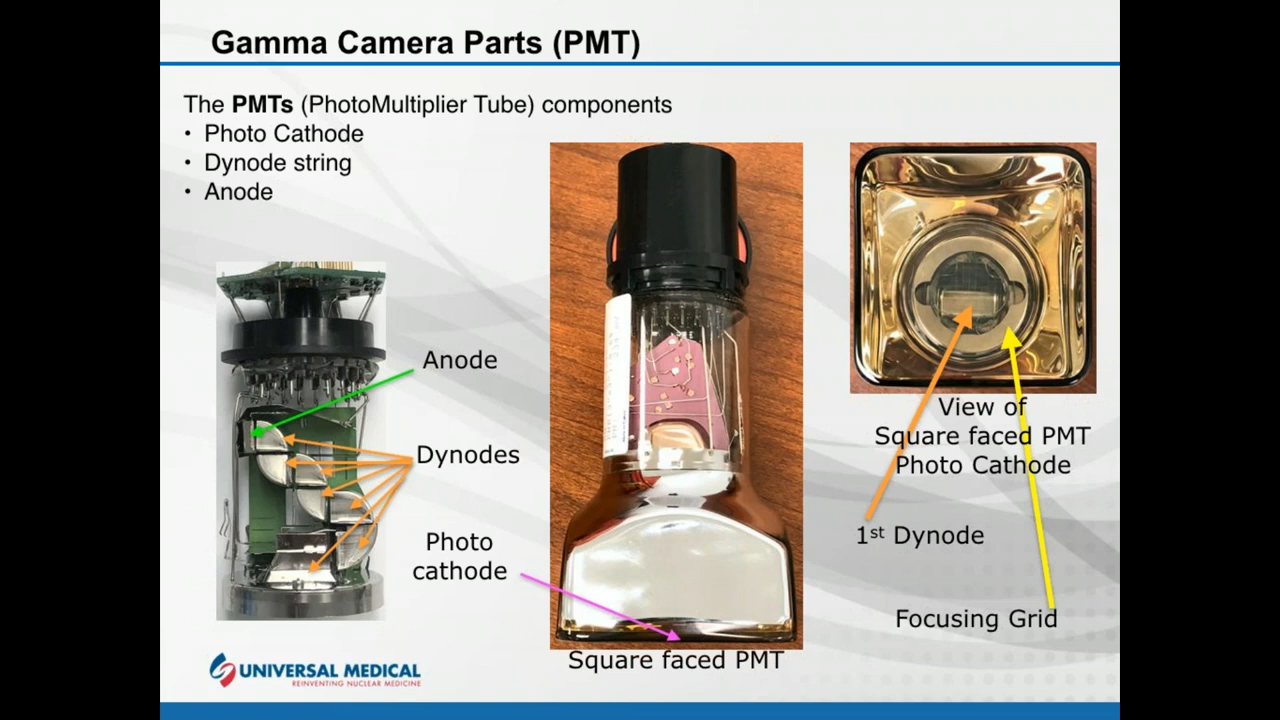 Gamma Camera Parts (PMT)
The PMTs (PhotoMultiplier Tube) components
• Photo Cathode
• Dynode string
• Anode
Anode
Dynodes
Photo
cathode
Square faced PMT
View of
Square faced PMT
Photo Cathode
1st Dynode
Focusing Grid
UNIVERSAL MEDICAL
REINVENTING NUCLEAR MEDICINE